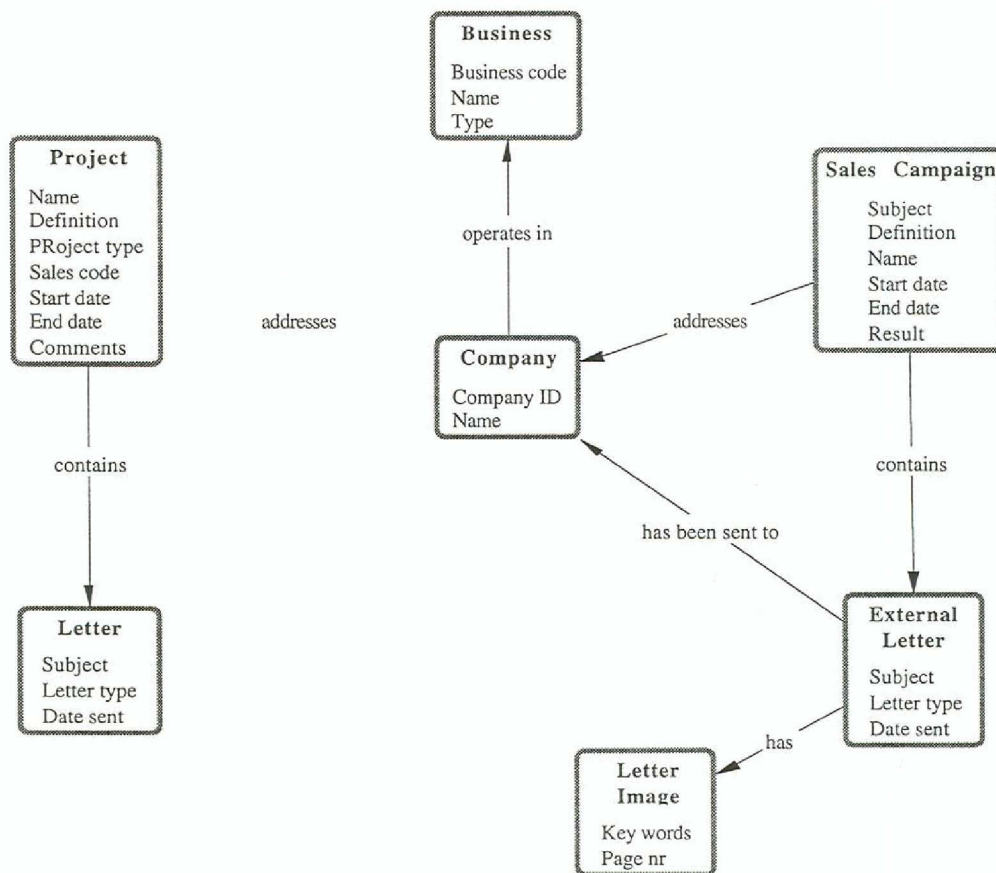 Business
Business code
Name
Type
Project
Name
Definition
PRoject type
Sales code
Start date
End date
Comments
Sales Campaign
Subject
Definition
Name
Start date
End date
Result
operates in
addresses
addresses
Company
Company ID
Name
contains
contains
has been sent to
Letter
Subject
Letter type
Date sent
External
Letter
Subject
Letter type
Date sent
has
Letter
Image
Key words
Page nr